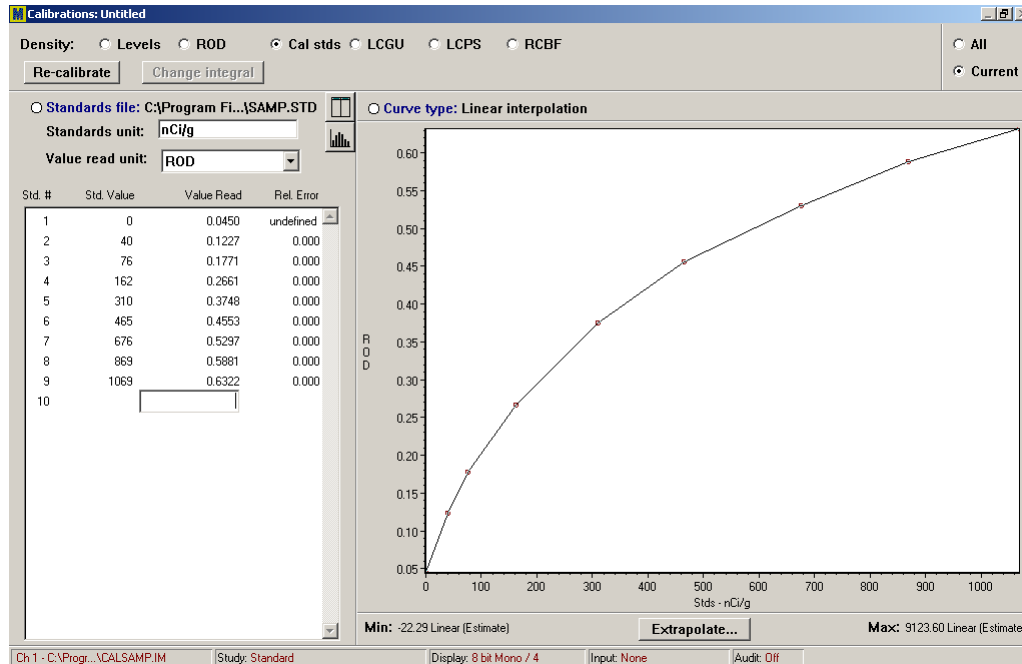 Calibrations: Untitled
Density: Levels ROD Cal stds LCGU LCPS RCBF All
Re-calibrate Change integral Current
Standards file: C:\Program Fi...\SAMP.STD
Standards unit: nCi/g
Value read unit: ROD
Std. # Std. Value Value Read Rel. Error
1 0 0.0450 undefined
2 40 0.1227 0.000
3 76 0.1771 0.000
4 162 0.2661 0.000
5 310 0.3748 0.000
6 465 0.4553 0.000
7 676 0.5297 0.000
8 869 0.5881 0.000
9 1069 0.6322 0.000
10
Curve type: Linear interpolation
0.60
0.55
0.50
0.45
0.40
0.35
0.30
0.25
0.20
0.15
0.10
0.05
ROD
0 100 200 300 400 500 600 700 800 900 1000
Stds - nCi/g
Min: -22.29 Linear (Estimate) Extrapolate... Max: 9123.60 Linear (Estimate
Ch 1 - C:\Progr...\CALSAMP.IM Study: Standard Display: 8 bit Mono / 4 Input: None Audit: Off